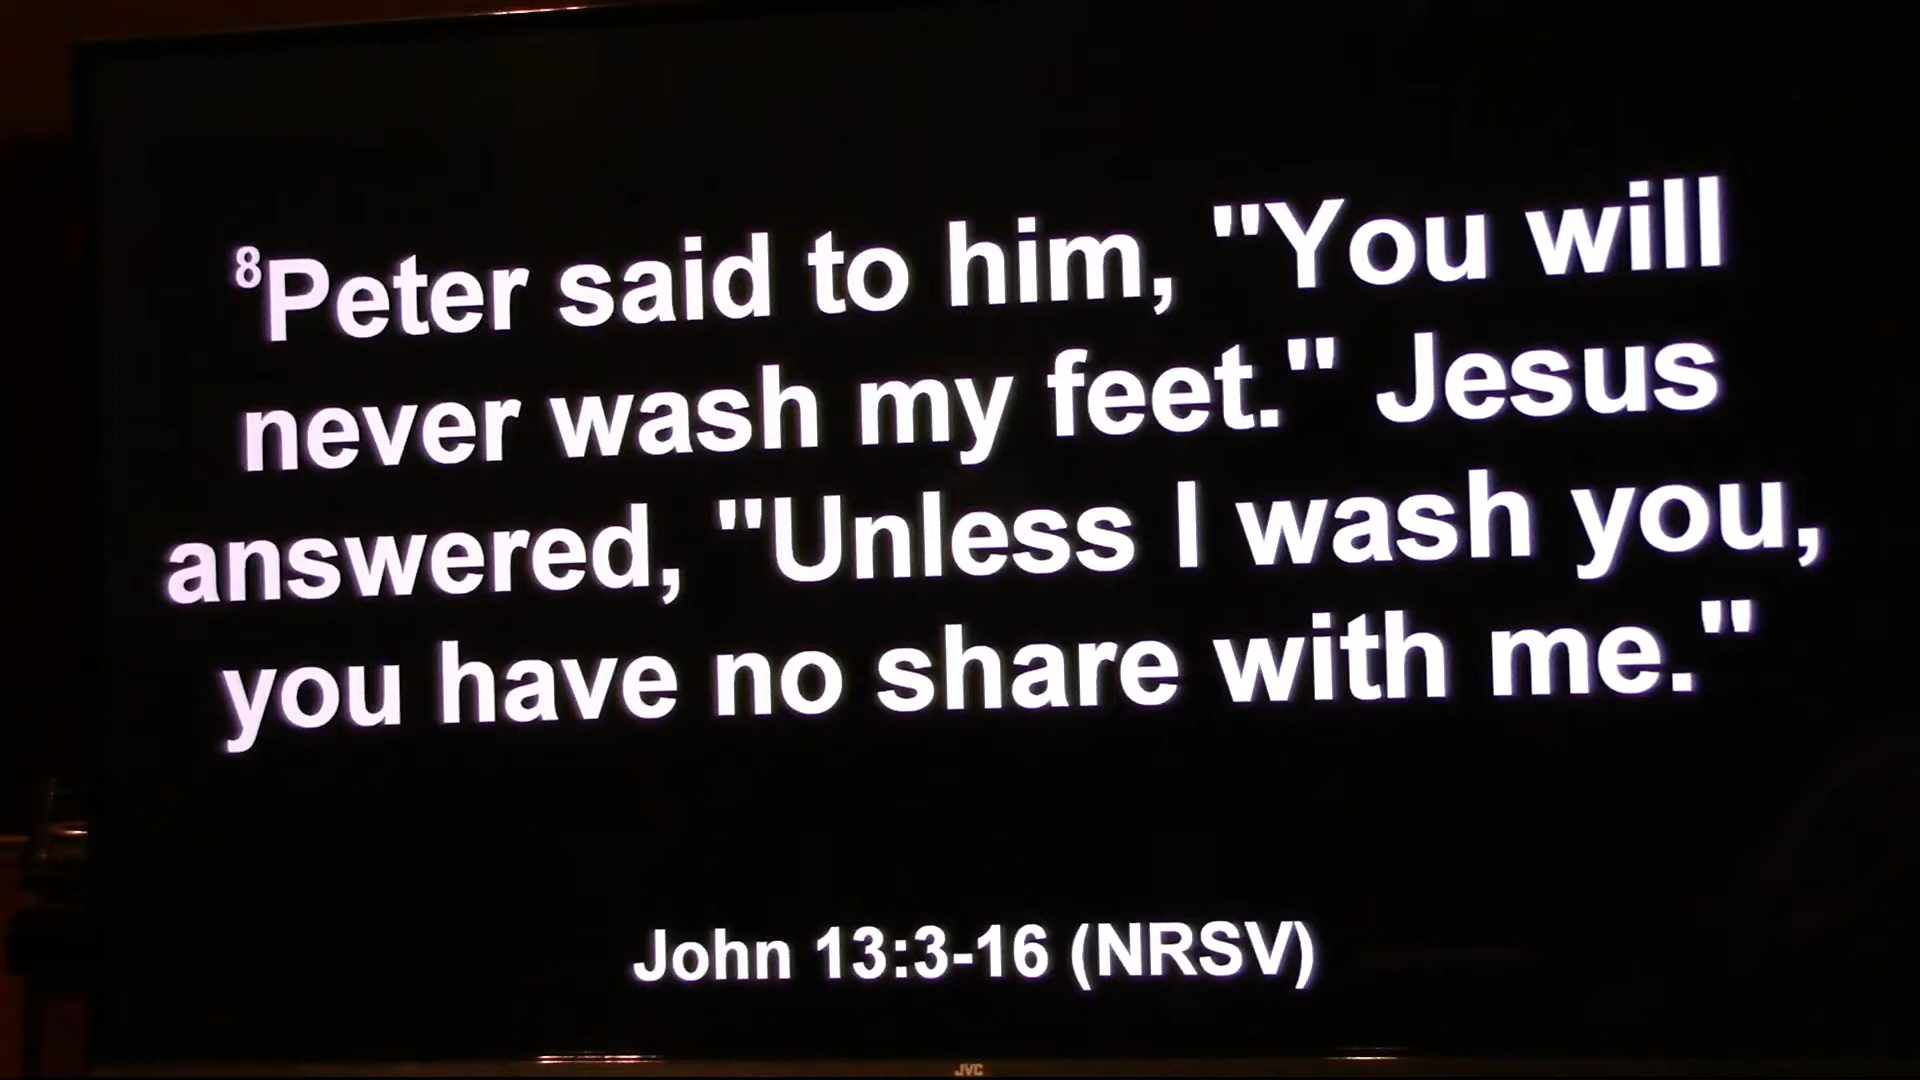 ⁸Peter said to him, "You will
never wash my feet." Jesus
answered, "Unless I wash you,
you have no share with me."
John 13:3-16 (NRSV)
JVC